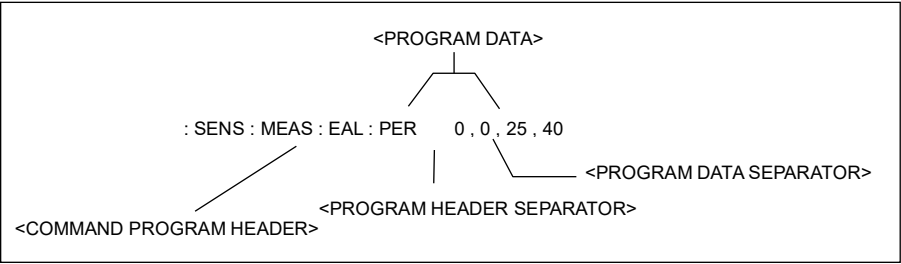 <PROGRAM DATA>
: SENS : MEAS : EAL : PER 0 , 0 , 25 , 40
<PROGRAM DATA SEPARATOR>
<PROGRAM HEADER SEPARATOR>
<COMMAND PROGRAM HEADER>